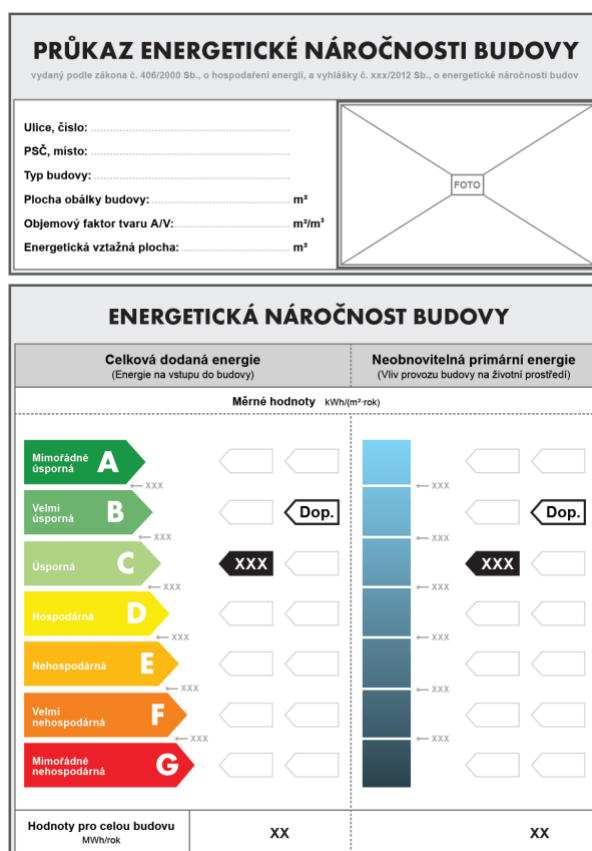 PRŮKAZ ENERGETICKÉ NÁROČNOSTI BUDOVY
vydaný podle zákona č. 406/2000 Sb., o hospodaření energií, a vyhlášky č. xxx/2012 Sb., o energetické náročnosti budov
Ulice, číslo:
PSČ, místo:
Typ budovy:
Plocha obálky budovy: m²
Objemový faktor tvaru A/V: m²/m³
Energetická vztažná plocha: m²
FOTO
ENERGETICKÁ NÁROČNOST BUDOVY
Celková dodaná energie
(Energie na vstupu do budovy)
Neobnovitelná primární energie
(Vliv provozu budovy na životní prostředí)
Měrné hodnoty kWh/(m²·rok)
Mimořádně
úsporná
A
XXX
XXX
Velmi
úsporná
B
Dop.
Dop.
XXX
XXX
Úsporná
C
XXX
XXX
XXX
XXX
Hospodárná
D
XXX
XXX
Nehospodárná
E
XXX
XXX
Velmi
nehospodárná
F
XXX
XXX
Mimořádně
nehospodárná
G
Hodnoty pro celou budovu
MWh/rok
XX
XX